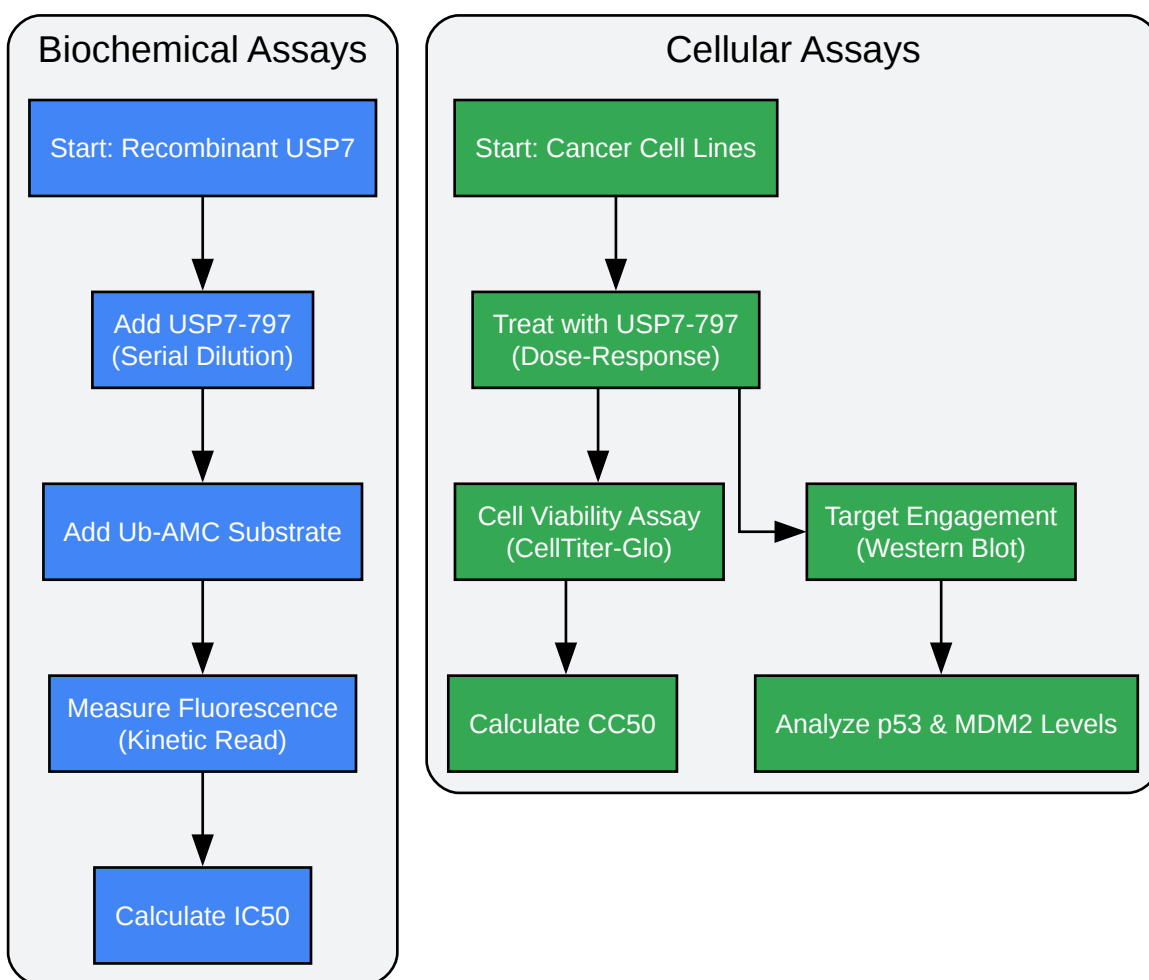 Biochemical Assays
Start: Recombinant USP7
Add USP7-797
(Serial Dilution)
Add Ub-AMC Substrate
Measure Fluorescence
(Kinetic Read)
Calculate IC50
Cellular Assays
Start: Cancer Cell Lines
Treat with USP7-797
(Dose-Response)
Cell Viability Assay
(CellTiter-Glo)
Target Engagement
(Western Blot)
Calculate CC50
Analyze p53 & MDM2 Levels